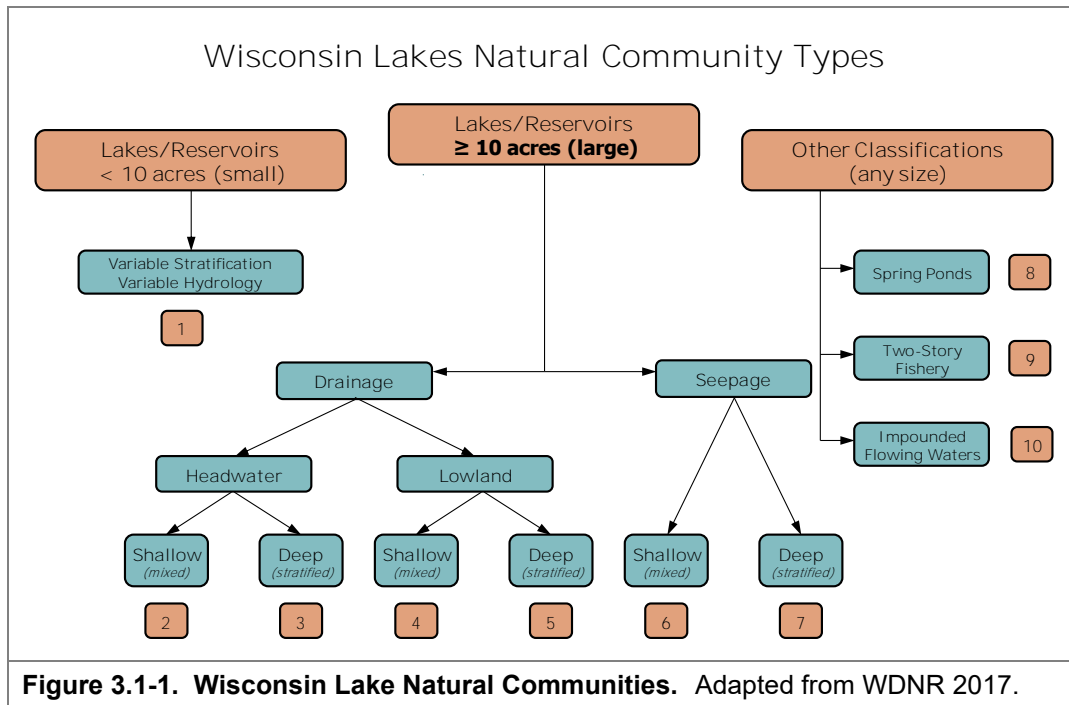 Wisconsin Lakes Natural Community Types
Lakes/Reservoirs
< 10 acres (small)
Variable Stratification
Variable Hydrology
1
Lakes/Reservoirs
≥ 10 acres (large)
Drainage
Seepage
Headwater
Lowland
Shallow
(mixed)
Deep
(stratified)
Shallow
(mixed)
Deep
(stratified)
Shallow
(mixed)
Deep
(stratified)
2
3
4
5
6
7
Other Classifications
(any size)
Spring Ponds
8
Two-Story
Fishery
9
Impounded
Flowing Waters
10
Figure 3.1-1. Wisconsin Lake Natural Communities. Adapted from WDNR 2017.